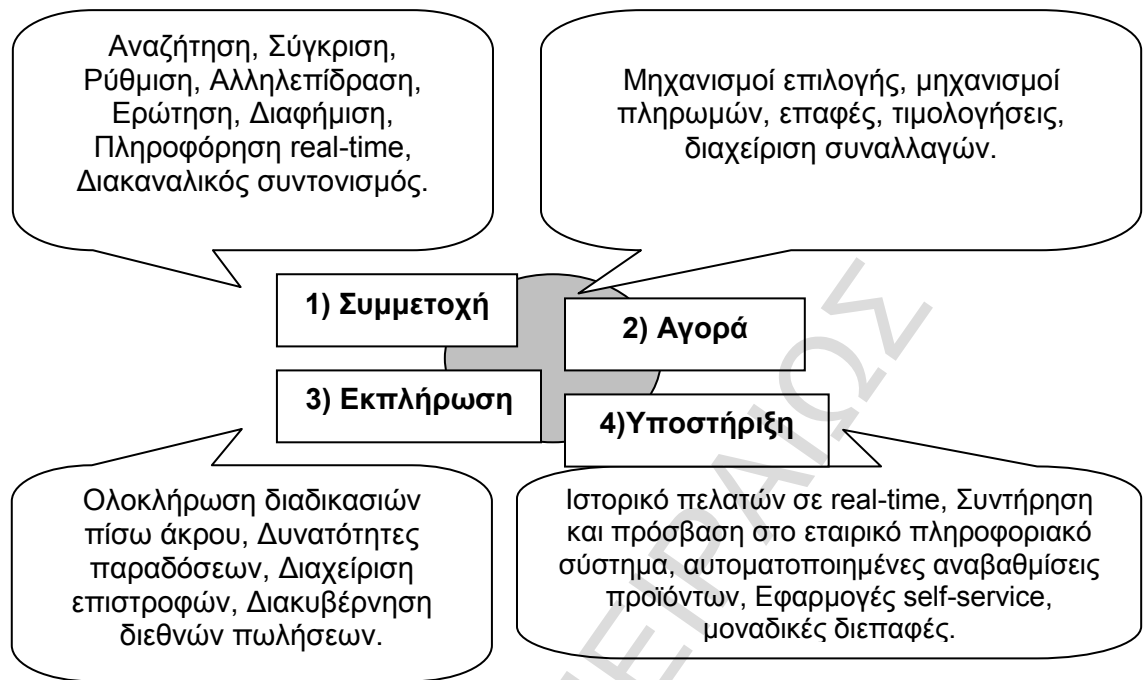 Αναζήτηση, Σύγκριση,
Ρύθμιση, Αλληλεπίδραση,
Ερώτηση, Διαφήμιση,
Πληροφόρηση real-time,
Διακαναλικός συντονισμός.
Μηχανισμοί επιλογής, μηχανισμοί
πληρωμών, επαφές, τιμολογήσεις,
διαχείριση συναλλαγών.
1) Συμμετοχή
2) Αγορά
3) Εκπλήρωση
4)Υποστήριξη
Ολοκλήρωση διαδικασιών
πίσω άκρου, Δυνατότητες
παραδόσεων, Διαχείριση
επιστροφών, Διακυβέρνηση
διεθνών πωλήσεων.
Ιστορικό πελατών σε real-time, Συντήρηση
και πρόσβαση στο εταιρικό πληροφοριακό
σύστημα, αυτοματοποιημένες αναβαθμίσεις
προϊόντων, Εφαρμογές self-service,
μοναδικές διεπαφές.
ΕΙΡΑΙΩΣ